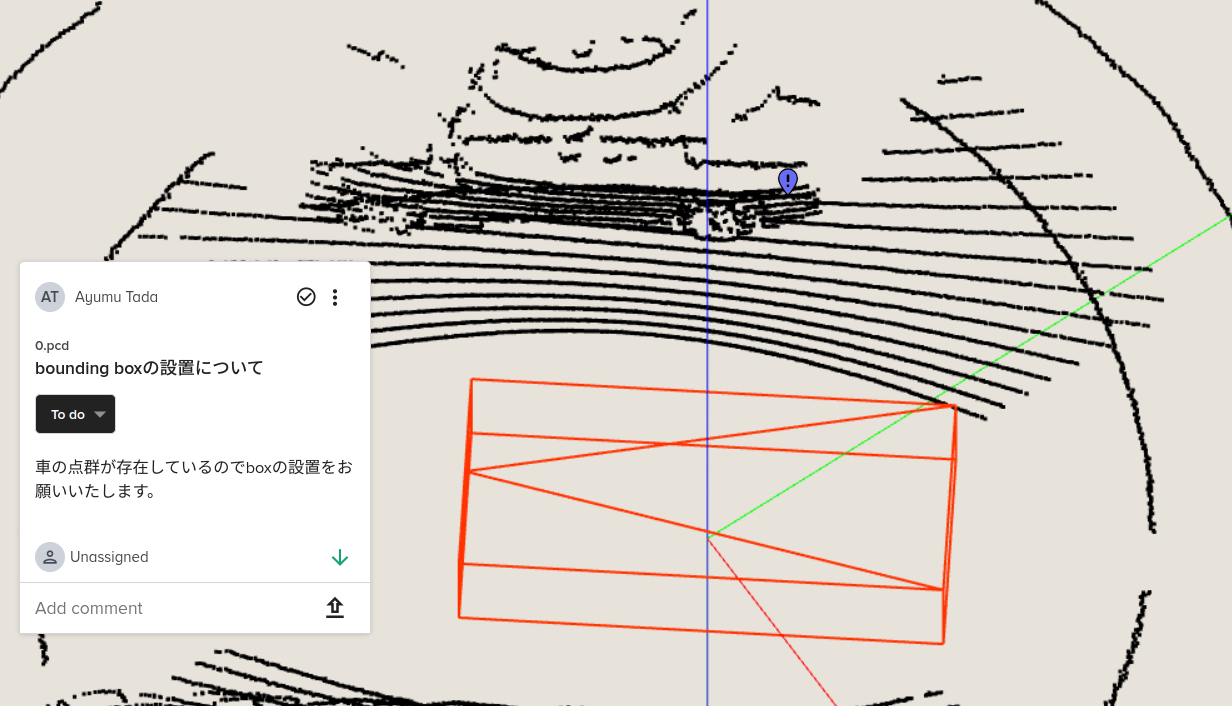 AT Ayumu Tada
0.pcd
bounding boxの設置について
To do
車の点群が存在しているのでboxの設置をお
願いいたします。
Unassigned
Add comment